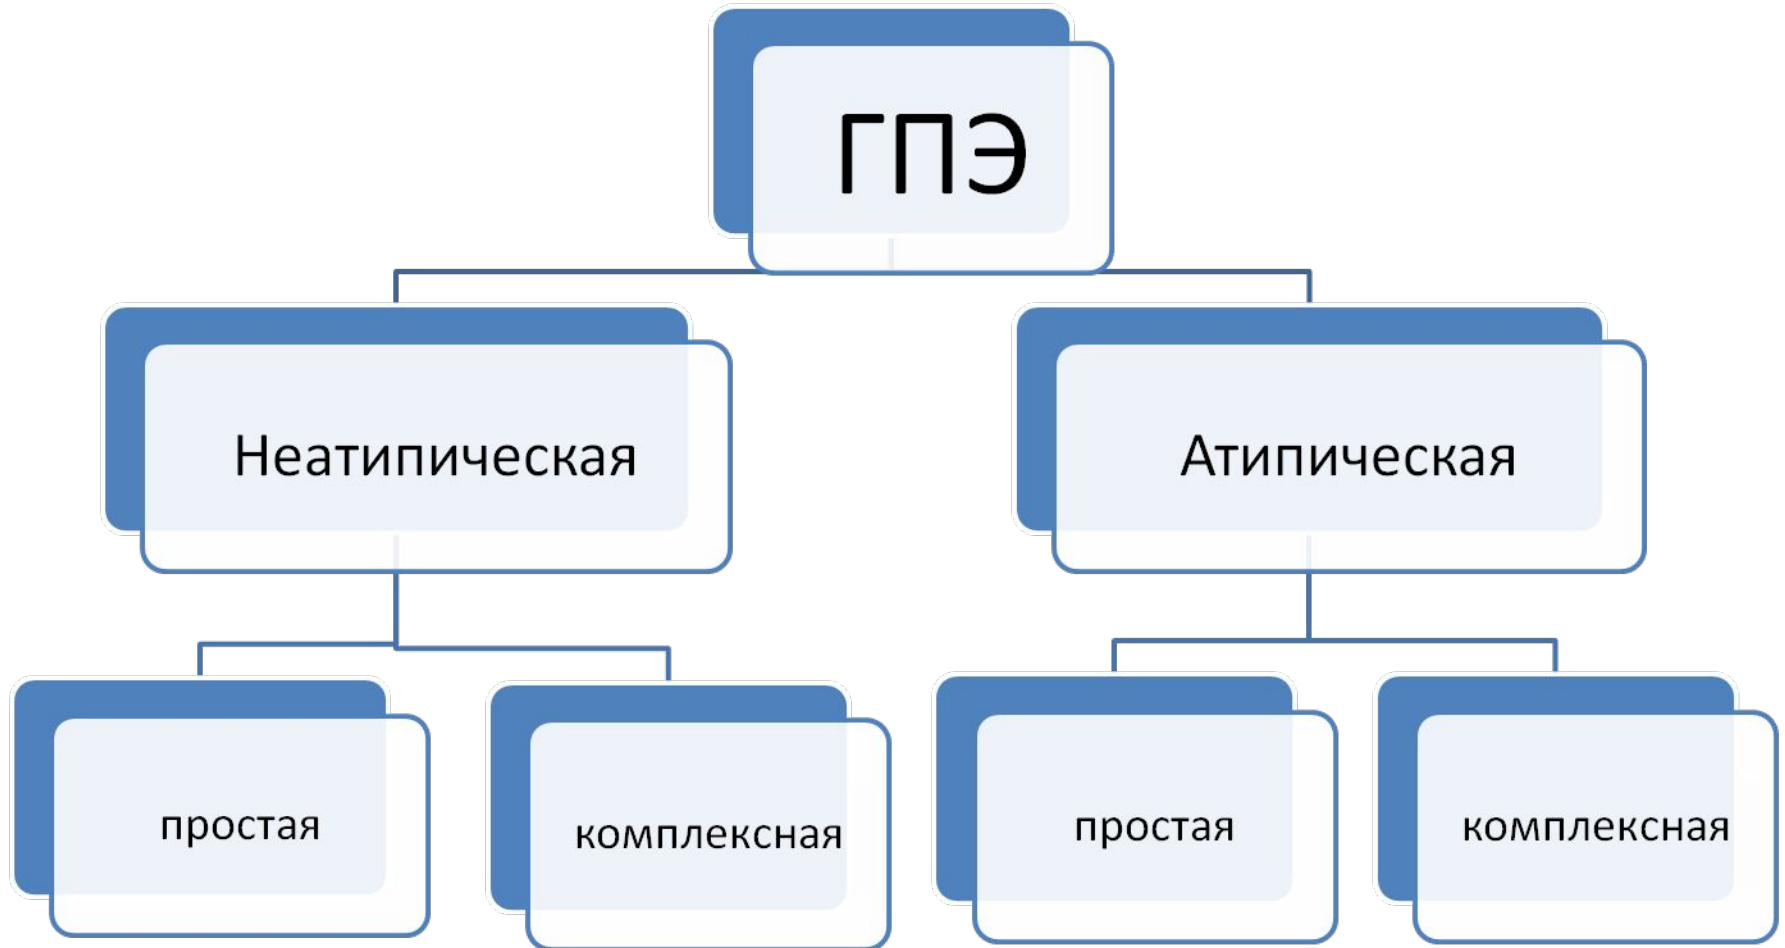 ГПЭ
Неатипическая
Атипическая
простая
комплексная
простая
комплексная